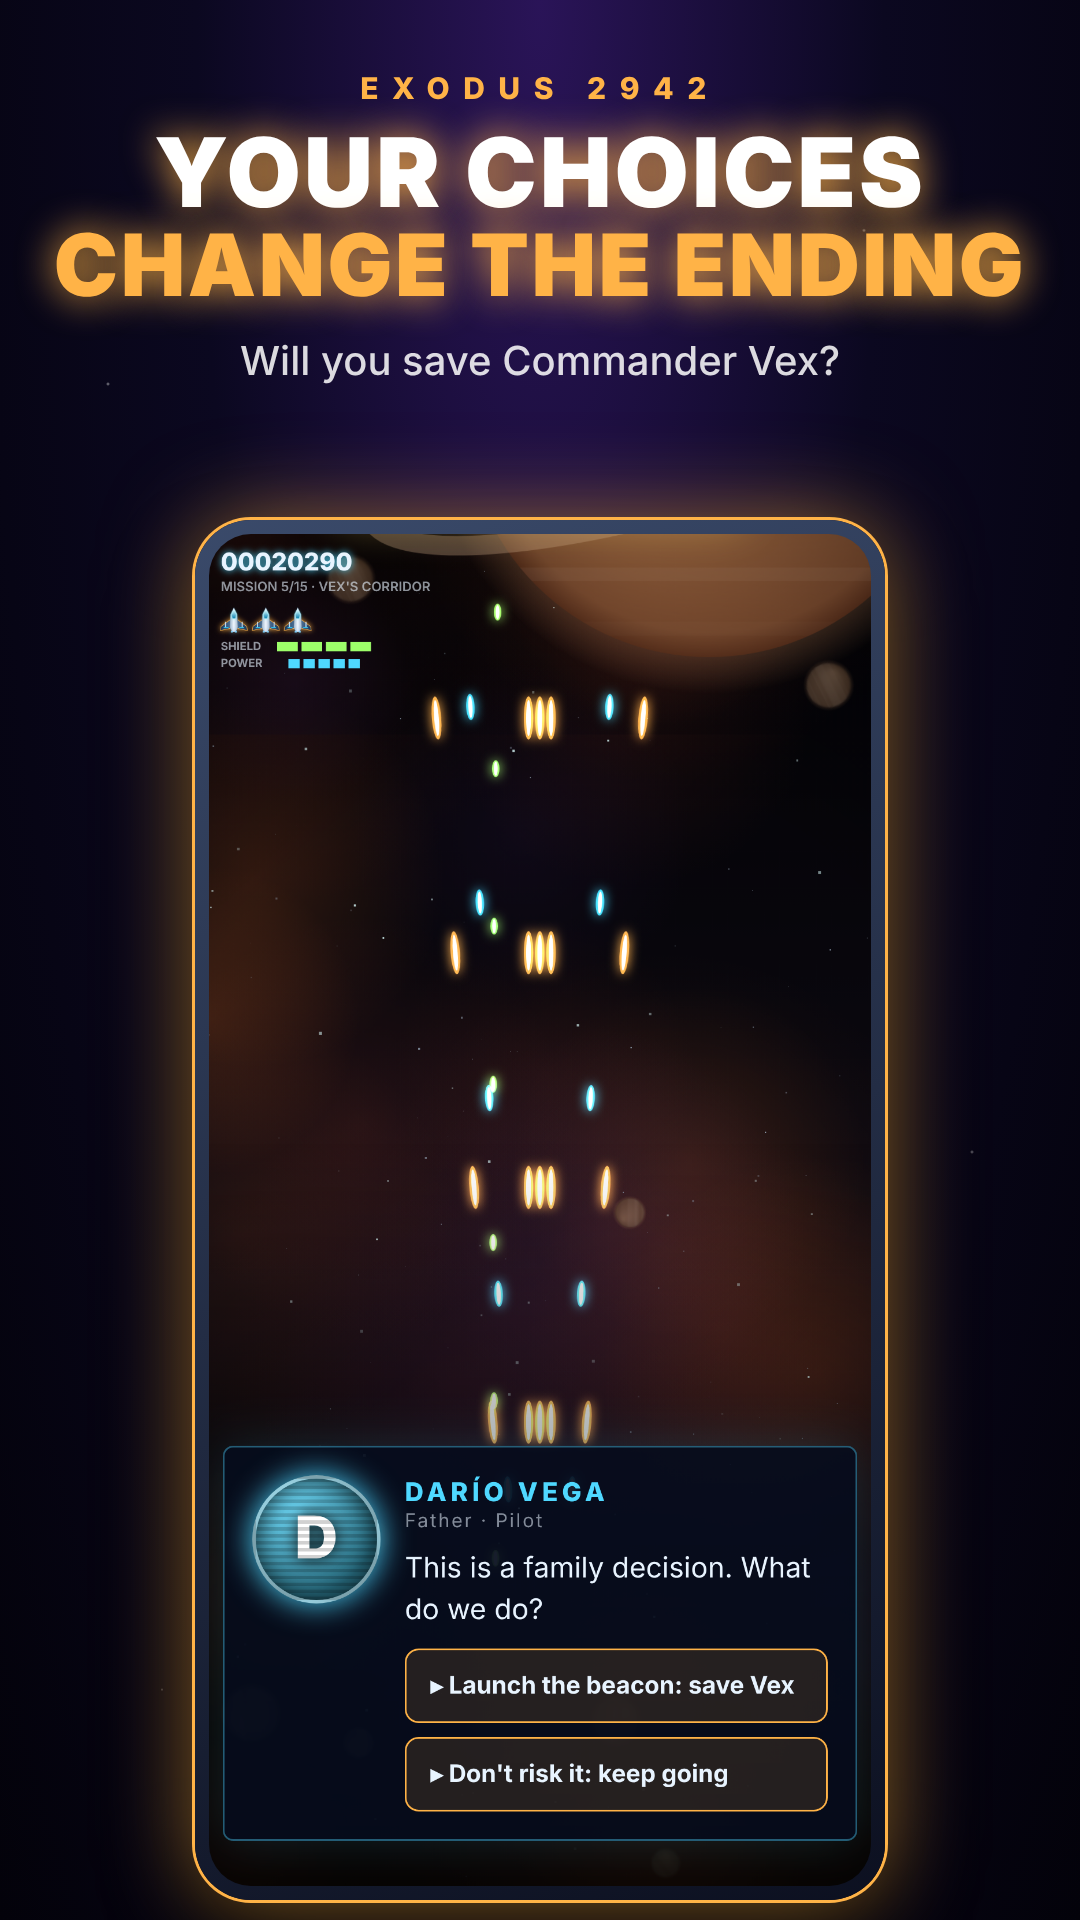 EXODUS 2942
YOUR CHOICES
CHANGE THE ENDING
Will you save Commander Vex?
00020290
MISSION 5/15 · VEX'S CORRIDOR
SHIELD
POWER
D
DARÍO VEGA
Father · Pilot
This is a family decision. What
do we do?
▸ Launch the beacon: save Vex
▸ Don't risk it: keep going